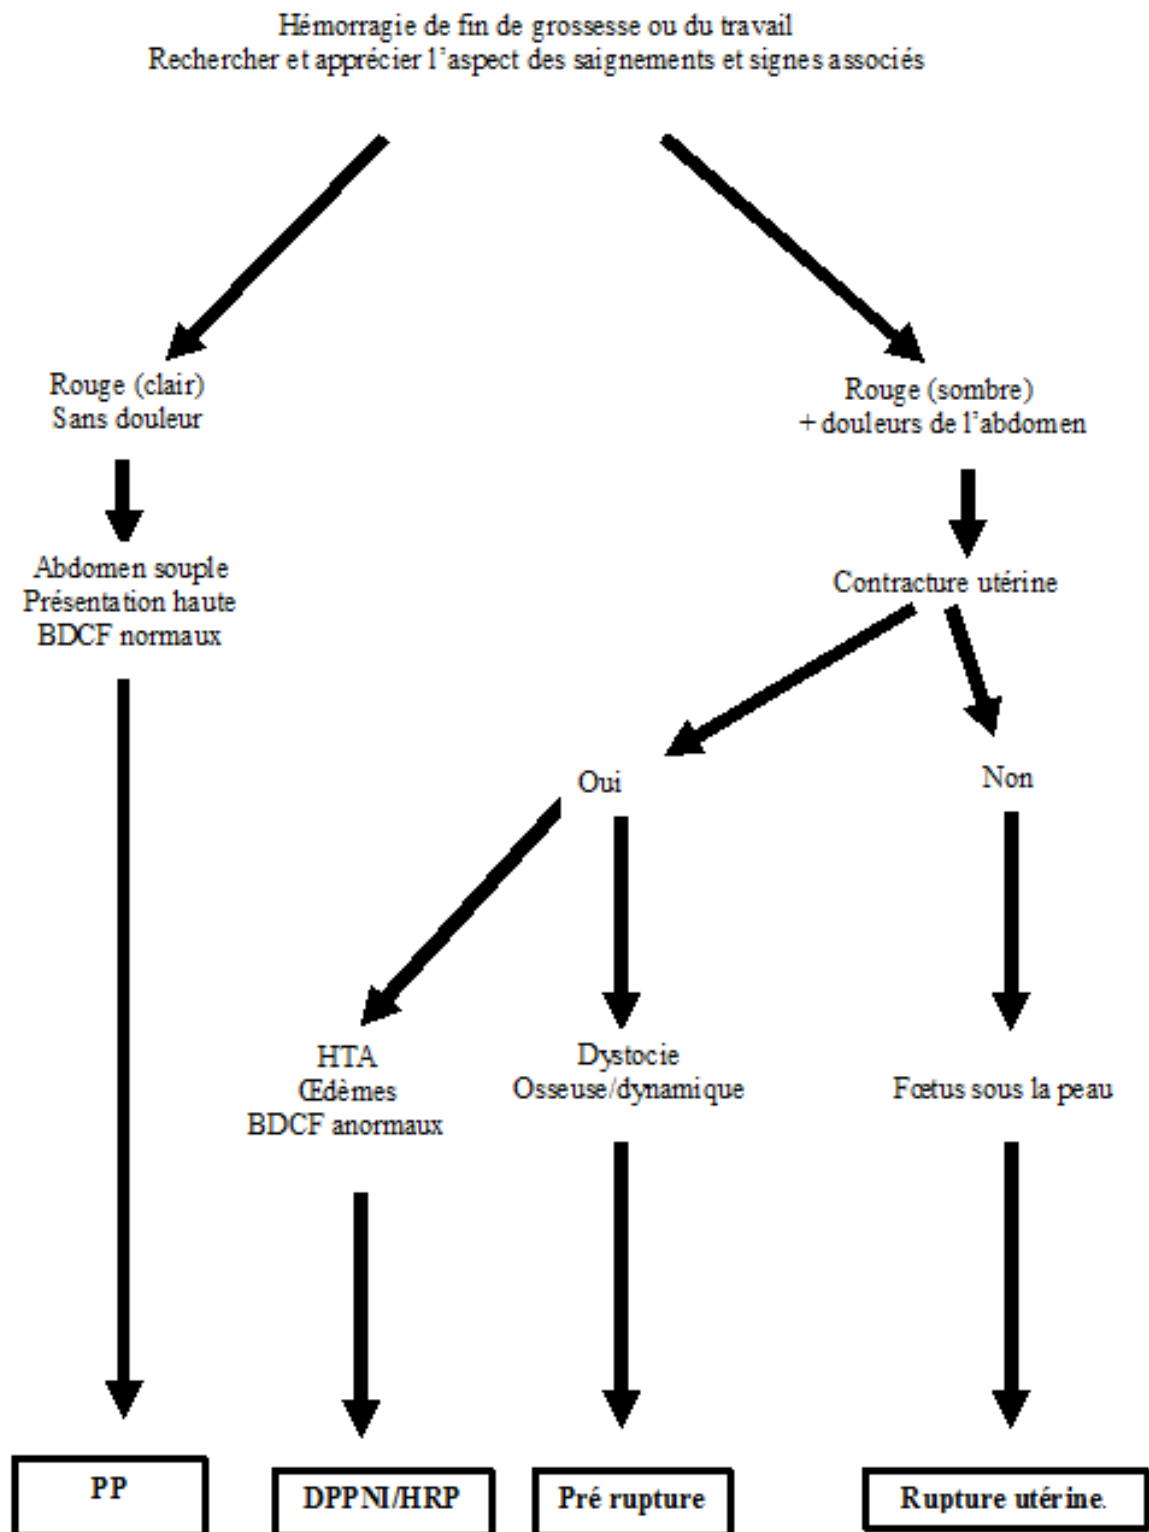 Hémorragie de fin de grossesse ou du travail
Rechercher et apprécier l’aspect des saignements et signes associés
Rouge (clair)
Sans douleur
Rouge (sombre)
+ douleurs de l’abdomen
Abdomen souple
Présentation haute
BDCF normaux
Contracture utérine
Oui
Non
HTA
Œdèmes
BDCF anormaux
Dystocie
Osseuse/dynamique
Fœtus sous la peau
PP
DPPNI/HRP
Pré rupture
Rupture utérine.